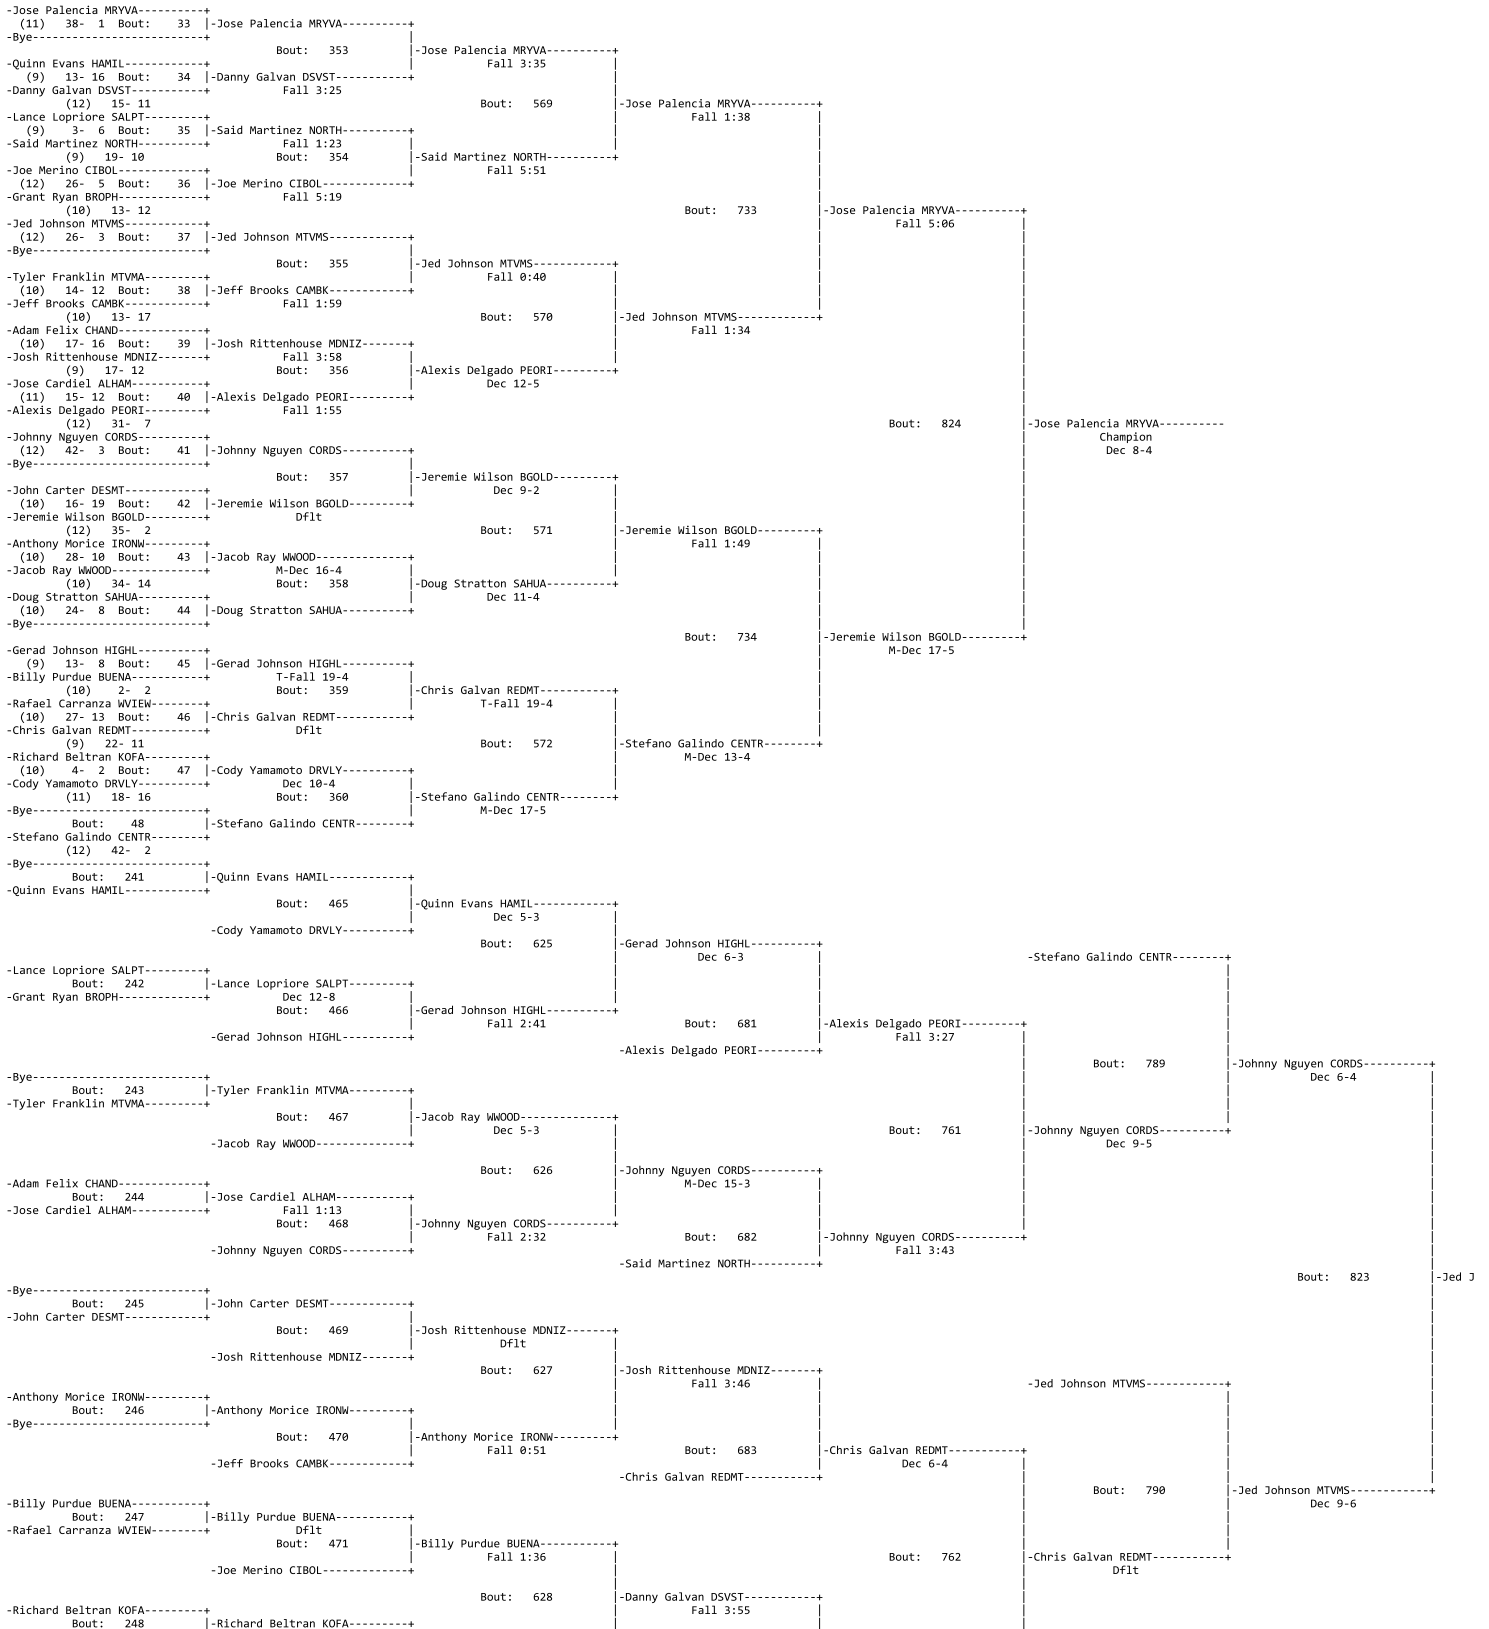 -Jose Palencia MRYVA----------+
(11) 38- 1 Bout: 33 |-Jose Palencia MRYVA----------+
-Bye--------------------------+ |
Bout: 353 |-Jose Palencia MRYVA----------+
-Quinn Evans HAMIL------------+ | Fall 3:35 |
(9) 13- 16 Bout: 34 |-Danny Galvan DSVST-----------+ |
-Danny Galvan DSVST-----------+ Fall 3:25 |
(12) 15- 11 Bout: 569 |-Jose Palencia MRYVA----------+
-Lance Lopriore SALPT---------+ | Fall 1:38 |
(9) 3- 6 Bout: 35 |-Said Martinez NORTH----------+ | |
-Said Martinez NORTH----------+ Fall 1:23 | | |
(9) 19- 10 Bout: 354 |-Said Martinez NORTH----------+ |
-Joe Merino CIBOL-------------+ | Fall 5:51 |
(12) 26- 5 Bout: 36 |-Joe Merino CIBOL-------------+ |
-Grant Ryan BROPH-------------+ Fall 5:19 |
(10) 13- 12 Bout: 733 |-Jose Palencia MRYVA----------+
-Jed Johnson MTVMS------------+ | Fall 5:06 |
(12) 26- 3 Bout: 37 |-Jed Johnson MTVMS------------+ | |
-Bye--------------------------+ | | |
Bout: 355 |-Jed Johnson MTVMS------------+ | |
-Tyler Franklin MTVMA---------+ | Fall 0:40 | | |
(10) 14- 12 Bout: 38 |-Jeff Brooks CAMBK------------+ | | |
-Jeff Brooks CAMBK------------+ Fall 1:59 | | |
(10) 13- 17 Bout: 570 |-Jed Johnson MTVMS------------+ |
-Adam Felix CHAND-------------+ | Fall 1:34 |
(10) 17- 16 Bout: 39 |-Josh Rittenhouse MDNIZ-------+ | |
-Josh Rittenhouse MDNIZ-------+ Fall 3:58 | | |
(9) 17- 12 Bout: 356 |-Alexis Delgado PEORI---------+ |
-Jose Cardiel ALHAM-----------+ | Dec 12-5 |
(11) 15- 12 Bout: 40 |-Alexis Delgado PEORI---------+ |
-Alexis Delgado PEORI---------+ Fall 1:55 |
(12) 31- 7 Bout: 824 |-Jose Palencia MRYVA----------
-Johnny Nguyen CORDS----------+ | Champion
(12) 42- 3 Bout: 41 |-Johnny Nguyen CORDS----------+ | Dec 8-4
-Bye--------------------------+ | |
Bout: 357 |-Jeremie Wilson BGOLD---------+ |
-John Carter DESMT------------+ | Dec 9-2 | |
(10) 16- 19 Bout: 42 |-Jeremie Wilson BGOLD---------+ | |
-Jeremie Wilson BGOLD---------+ Dflt | |
(12) 35- 2 Bout: 571 |-Jeremie Wilson BGOLD---------+ |
-Anthony Morice IRONW---------+ | Fall 1:49 | |
(10) 28- 10 Bout: 43 |-Jacob Ray WWOOD--------------+ | | |
-Jacob Ray WWOOD--------------+ M-Dec 16-4 | | | |
(10) 34- 14 Bout: 358 |-Doug Stratton SAHUA----------+ | |
-Doug Stratton SAHUA----------+ | Dec 11-4 | |
(10) 24- 8 Bout: 44 |-Doug Stratton SAHUA----------+ | |
-Bye--------------------------+ | |
Bout: 734 |-Jeremie Wilson BGOLD---------+
-Gerad Johnson HIGHL----------+ | M-Dec 17-5
(9) 13- 8 Bout: 45 |-Gerad Johnson HIGHL----------+ |
-Billy Purdue BUENA-----------+ T-Fall 19-4 | |
(10) 2- 2 Bout: 359 |-Chris Galvan REDMT-----------+ |
-Rafael Carranza WVIEW--------+ | T-Fall 19-4 | |
(10) 27- 13 Bout: 46 |-Chris Galvan REDMT-----------+ | |
-Chris Galvan REDMT-----------+ Dflt | |
(9) 22- 11 Bout: 572 |-Stefano Galindo CENTR--------+
-Richard Beltran KOFA---------+ | M-Dec 13-4
(10) 4- 2 Bout: 47 |-Cody Yamamoto DRVLY----------+ |
-Cody Yamamoto DRVLY----------+ Dec 10-4 | |
(11) 18- 16 Bout: 360 |-Stefano Galindo CENTR--------+
-Bye--------------------------+ | M-Dec 17-5
Bout: 48 |-Stefano Galindo CENTR--------+
-Stefano Galindo CENTR--------+
(12) 42- 2
-Bye--------------------------+
Bout: 241 |-Quinn Evans HAMIL------------+
-Quinn Evans HAMIL------------+ |
Bout: 465 |-Quinn Evans HAMIL------------+
| Dec 5-3 |
-Cody Yamamoto DRVLY----------+ |
Bout: 625 |-Gerad Johnson HIGHL----------+
| Dec 6-3 | -Stefano Galindo CENTR--------+
-Lance Lopriore SALPT---------+ | | |
Bout: 242 |-Lance Lopriore SALPT---------+ | | |
-Grant Ryan BROPH-------------+ Dec 12-8 | | | |
Bout: 466 |-Gerad Johnson HIGHL----------+ | |
| Fall 2:41 Bout: 681 |-Alexis Delgado PEORI---------+ |
-Gerad Johnson HIGHL----------+ | Fall 3:27 | |
-Alexis Delgado PEORI---------+ | |
Bout: 789 |-Johnny Nguyen CORDS----------+
-Bye--------------------------+ | | Dec 6-4 |
Bout: 243 |-Tyler Franklin MTVMA---------+ | | |
-Tyler Franklin MTVMA---------+ | | | |
Bout: 467 |-Jacob Ray WWOOD--------------+ | | |
| Dec 5-3 | Bout: 761 |-Johnny Nguyen CORDS----------+ |
-Jacob Ray WWOOD--------------+ | | Dec 9-5 |
Bout: 626 |-Johnny Nguyen CORDS----------+ | |
-Adam Felix CHAND-------------+ | M-Dec 15-3 | | |
Bout: 244 |-Jose Cardiel ALHAM-----------+ | | | |
-Jose Cardiel ALHAM-----------+ Fall 1:13 | | | | |
Bout: 468 |-Johnny Nguyen CORDS----------+ | | |
| Fall 2:32 Bout: 682 |-Johnny Nguyen CORDS----------+ |
-Johnny Nguyen CORDS----------+ | Fall 3:43 |
-Said Martinez NORTH----------+ |
Bout: 823 |-Jed J
-Bye--------------------------+ |
Bout: 245 |-John Carter DESMT------------+ |
-John Carter DESMT------------+ | |
Bout: 469 |-Josh Rittenhouse MDNIZ-------+ |
| Dflt | |
-Josh Rittenhouse MDNIZ-------+ | |
Bout: 627 |-Josh Rittenhouse MDNIZ-------+ |
| Fall 3:46 | -Jed Johnson MTVMS------------+ |
-Anthony Morice IRONW---------+ | | | |
Bout: 246 |-Anthony Morice IRONW---------+ | | | |
-Bye--------------------------+ | | | | |
Bout: 470 |-Anthony Morice IRONW---------+ | | |
| Fall 0:51 Bout: 683 |-Chris Galvan REDMT-----------+ | |
-Jeff Brooks CAMBK------------+ | Dec 6-4 | | |
-Chris Galvan REDMT-----------+ | | |
Bout: 790 |-Jed Johnson MTVMS------------+
-Billy Purdue BUENA-----------+ | | Dec 9-6
Bout: 247 |-Billy Purdue BUENA-----------+ | |
-Rafael Carranza WVIEW--------+ Dflt | | |
Bout: 471 |-Billy Purdue BUENA-----------+ | |
| Fall 1:36 | Bout: 762 |-Chris Galvan REDMT-----------+
-Joe Merino CIBOL-------------+ | | Dflt
Bout: 628 |-Danny Galvan DSVST-----------+ |
-Richard Beltran KOFA---------+ | Fall 3:55 | |
Bout: 248 |-Richard Beltran KOFA---------+ | | |